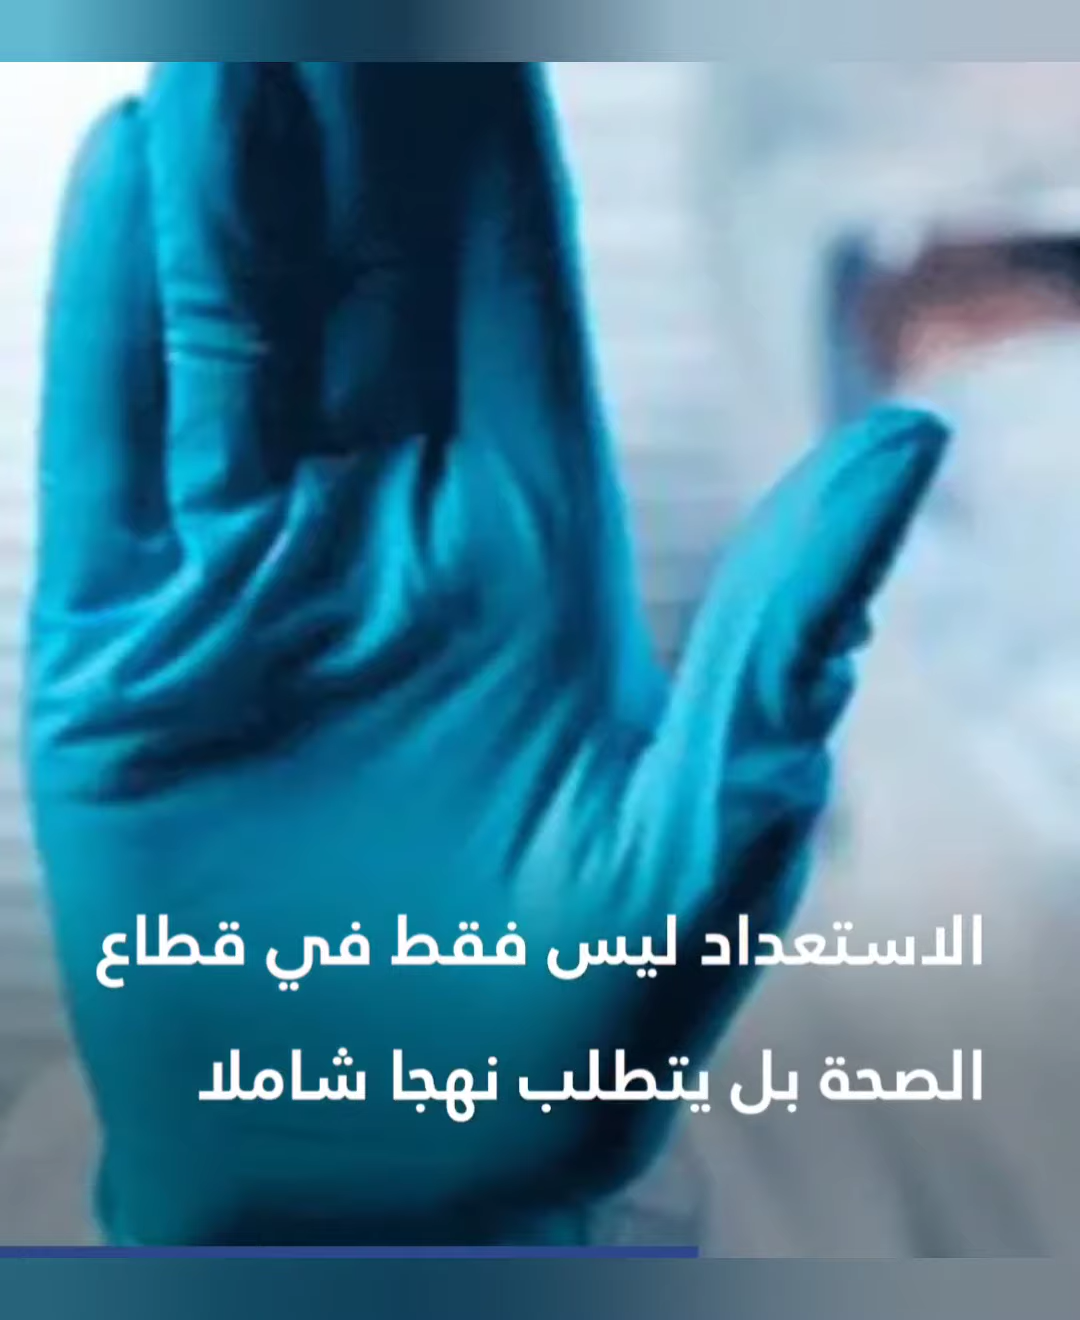 الاستعداد ليس فقط في قطاع
الصحة بل يتطلب نهجا شاملا